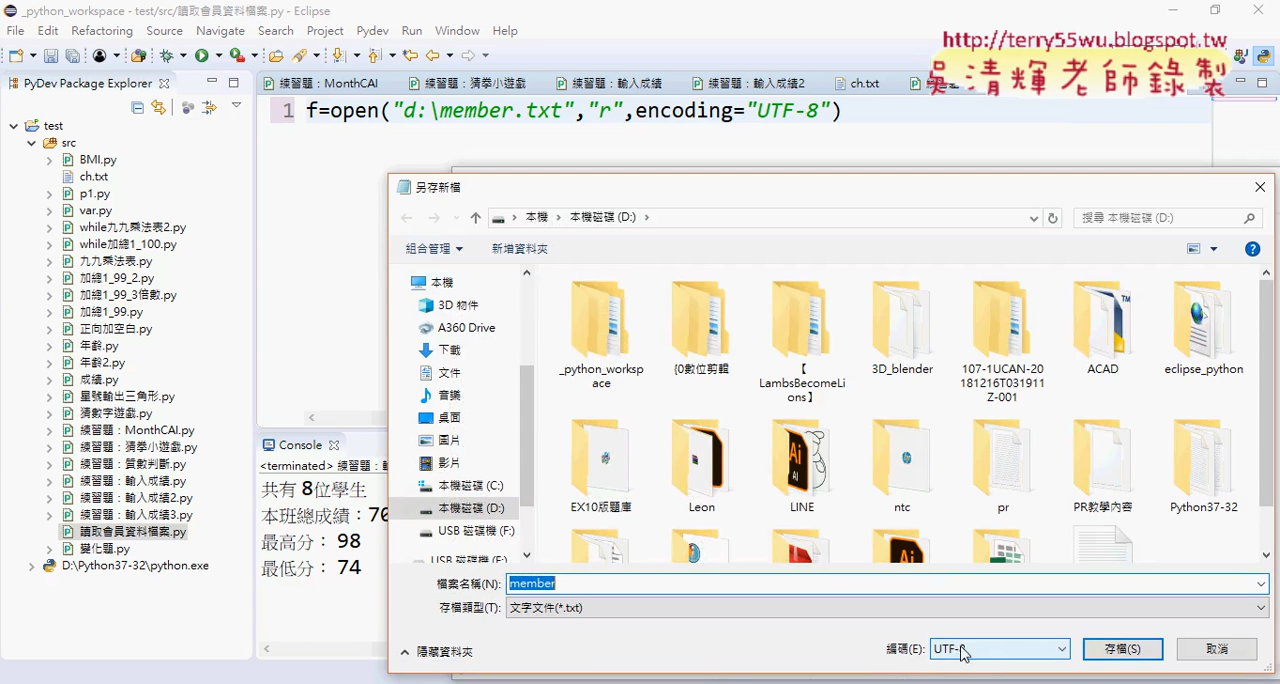 _python_workspace - test/src/讀取會員資料檔案.py - Eclipse
File Edit Refactoring Source Navigate Search Project Pydev Run Window Help
http://terry55wu.blogspot.tw
吳清輝老師錄製
PyDev Package Explorer
練習題：MonthCAl
練習題：猜拳小遊戲
練習題：輸入成績
練習題：輸入成績2
ch.txt
1 f=open("d:\member.txt","r",encoding="UTF-8")
test
src
BMI.py
ch.txt
p1.py
var.py
while九九乘法表2.py
while加總1_100.py
九九乘法表.py
加總1_99_2.py
加總1_99_3倍數.py
加總1_99.py
正向加空白.py
年齡.py
年齡2.py
成績.py
星號輸出三角形.py
猜數字遊戲.py
練習題：MonthCAl.py
練習題：猜拳小遊戲.py
練習題：質數判斷.py
練習題：輸入成績.py
練習題：輸入成績2.py
練習題：輸入成績3.py
讀取會員資料檔案.py
變化題.py
D:\Python37-32\python.exe
Console
<terminated> 練習題：
共有 8位學生
本班總成績：70
最高分： 98
最低分： 74
另存新檔
本機 > 本機磁碟 (D:) >
搜尋 本機磁碟 (D:)
組合管理
新增資料夾
本機
3D 物件
A360 Drive
下載
文件
音樂
桌面
圖片
影片
本機磁碟 (C:)
本機磁碟 (D:)
USB 磁碟機 (F:)
USB 磁碟機 (F:)
_python_workspace
{0數位剪輯
【LambsBecomeLions】
3D_blender
107-1UCAN-20181216T031911Z-001
ACAD
eclipse_python
EX10版題庫
Leon
LINE
ntc
pr
PR教學內容
Python37-32
檔案名稱(N): member
存檔類型(T): 文字文件(*.txt)
隱藏資料夾
編碼(E): UTF-8
存檔(S)
取消